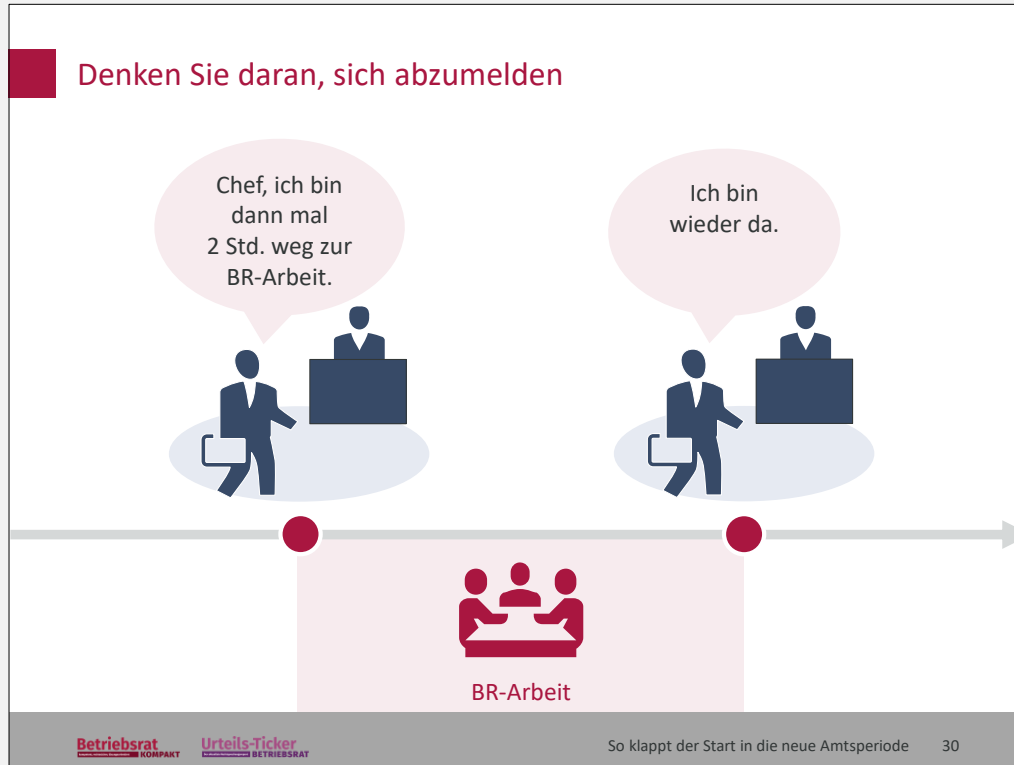 Denken Sie daran, sich abzumelden
Chef, ich bin
dann mal
2 Std. weg zur
BR-Arbeit.
Ich bin
wieder da.
BR-Arbeit
Betriebsrat
KOMPAKT
Urteils-Ticker
BETRIEBSRAT
So klappt der Start in die neue Amtsperiode 30